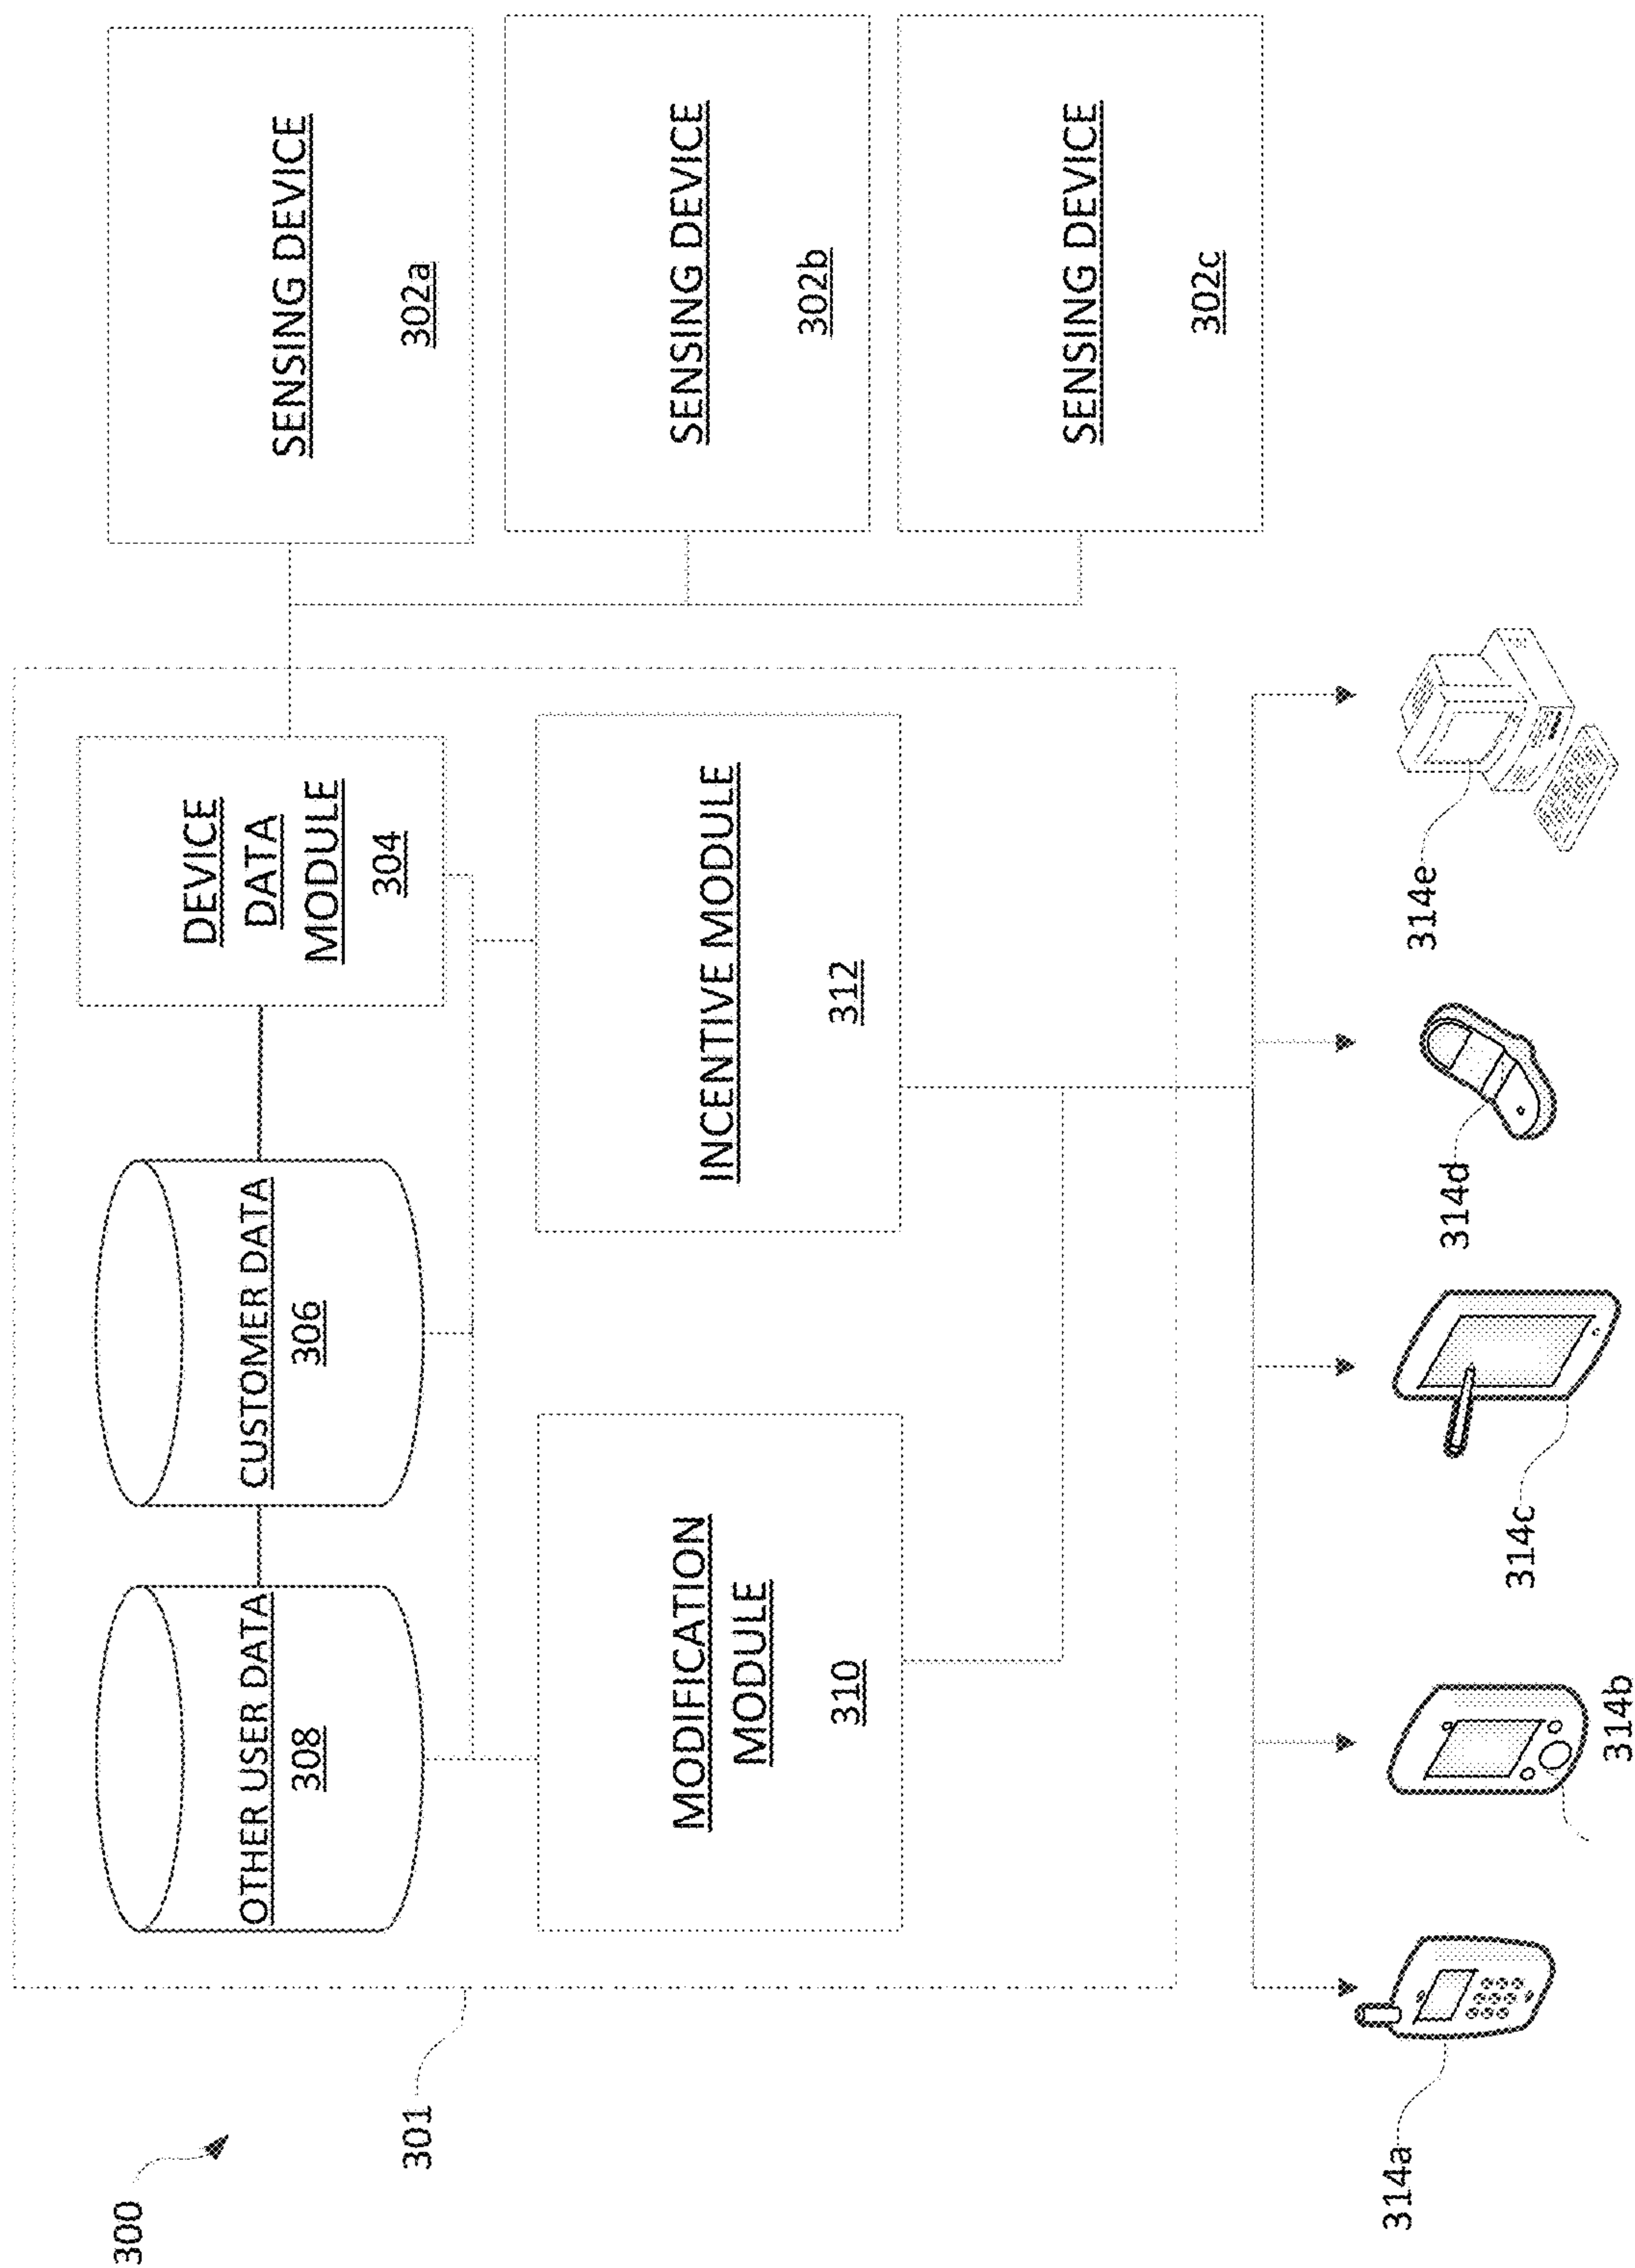 300
301
OTHER USER DATA
308
CUSTOMER DATA
306
DEVICE
DATA
MODULE
304
SENSING DEVICE
302a
MODIFICATION
MODULE
310
INCENTIVE MODULE
312
SENSING DEVICE
302b
SENSING DEVICE
302c
314a
314b
314c
314d
314e